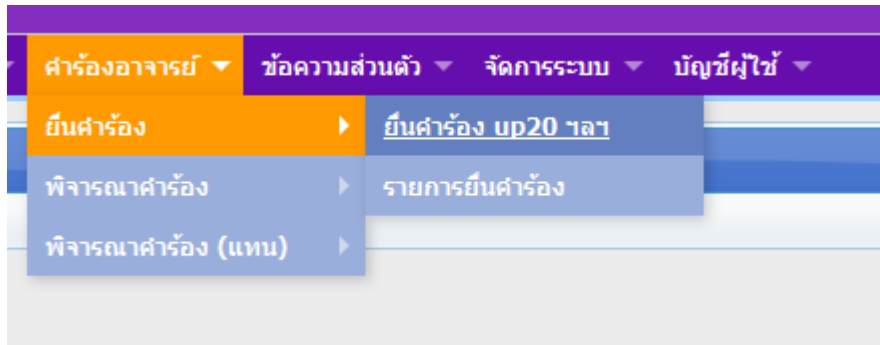 คำร้องอาจารย์ ข้อความส่วนตัว จัดการระบบ บัญชีผู้ใช้
ยื่นคำร้อง ยื่นคำร้อง up20 ฯลฯ
พิจารณาคำร้อง รายการยื่นคำร้อง
พิจารณาคำร้อง (แทน)